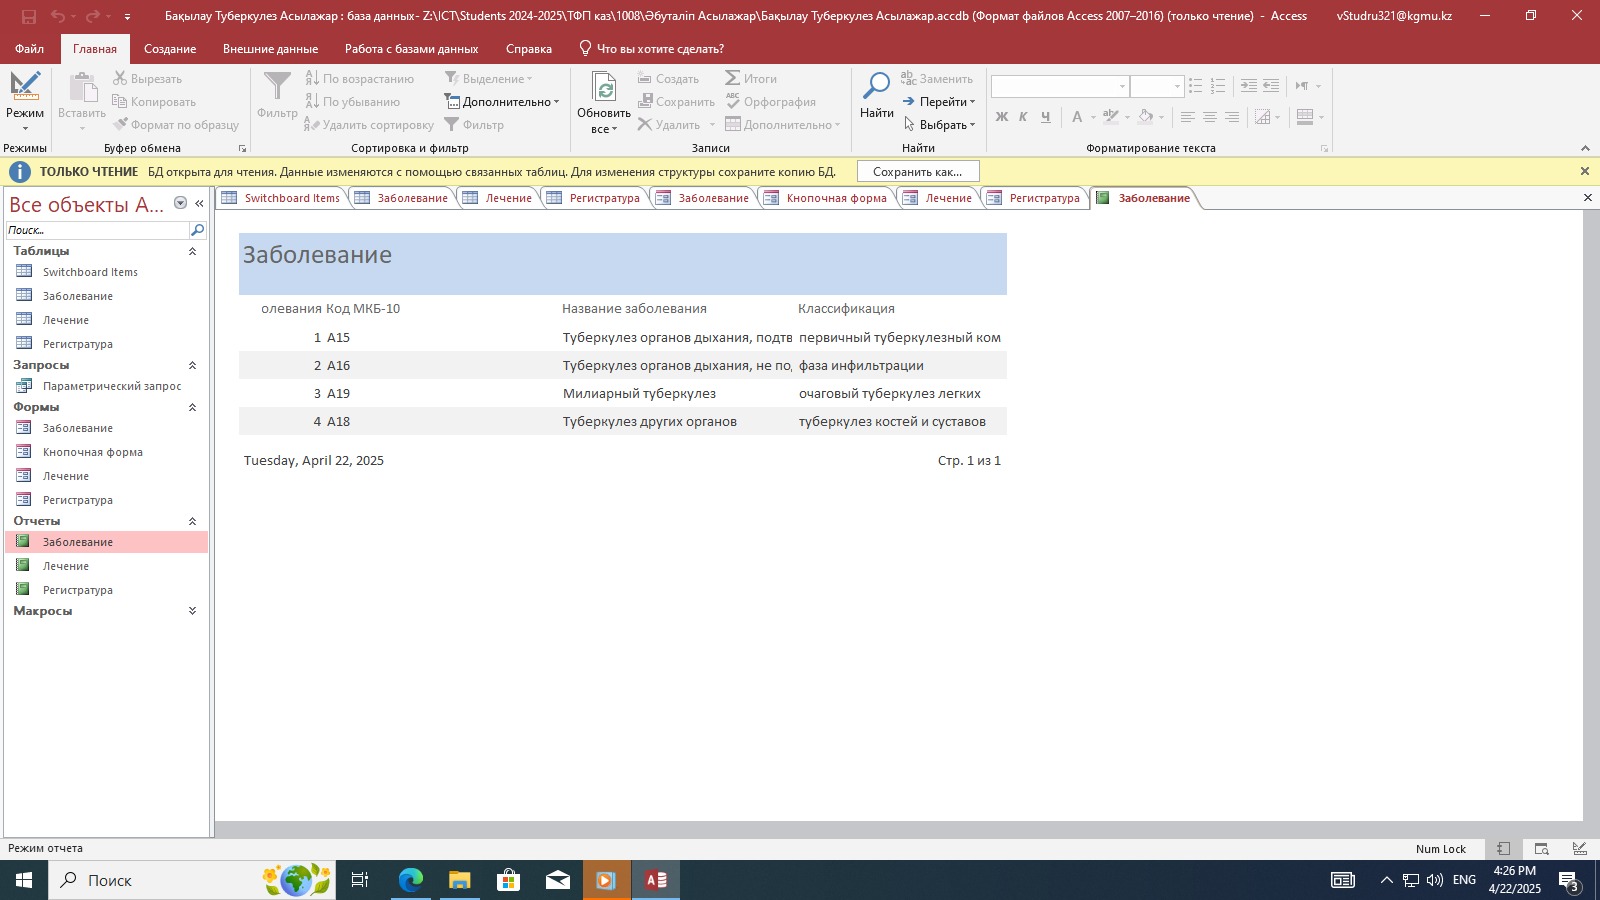 Бақылау Туберкулез Асылажар : база данных- Z:\ICT\Students 2024-2025\ТФП каз\1008\Әбуталіп Асылажар\Бақылау Туберкулез Асылажар.accdb (Формат файлов Access 2007–2016) (только чтение) - Access vStudru321@kgmu.kz
Файл Главная Создание Внешние данные Работа с базами данных Справка Что вы хотите сделать?
Режим
Режимы
Вставить
Вырезать
Копировать
Формат по образцу
Буфер обмена
Фильтр
По возрастанию
По убыванию
Удалить сортировку
Выделение
Дополнительно
Фильтр
Сортировка и фильтр
Обновить
все
Создать
Сохранить
Удалить
Итоги
Орфография
Дополнительно
Записи
Найти
Заменить
Перейти
Выбрать
Найти
Ж К Ч А
Форматирование текста
ТОЛЬКО ЧТЕНИЕ БД открыта для чтения. Данные изменяются с помощью связанных таблиц. Для изменения структуры сохраните копию БД. Сохранить как...
Все объекты A...
Поиск...
Таблицы
Switchboard Items
Заболевание
Лечение
Регистратура
Запросы
Параметрический запрос
Формы
Заболевание
Кнопочная форма
Лечение
Регистратура
Отчеты
Заболевание
Лечение
Регистратура
Макросы
Switchboard Items Заболевание Лечение Регистратура Заболевание Кнопочная форма Лечение Регистратура Заболевание
Заболевание
олевания Код МКБ-10 Название заболевания Классификация
1 A15 Туберкулез органов дыхания, подтв первичный туберкулезный ком
2 A16 Туберкулез органов дыхания, не по, фаза инфильтрации
3 A19 Милиарный туберкулез очаговый туберкулез легких
4 A18 Туберкулез других органов туберкулез костей и суставов
Tuesday, April 22, 2025 Стр. 1 из 1
Режим отчета Num Lock
Поиск
ENG
4:26 PM
4/22/2025
3